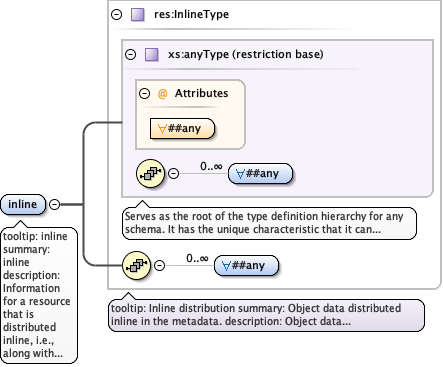 res:InlineType
xs:anyType (restriction base)
@ Attributes
∀##any
0..∞
∀##any
Serves as the root of the type definition hierarchy for any
schema. It has the unique characteristic that it can...
inline
tooltip: inline
summary:
inline
description:
Information
for a resource
that is
distributed
inline, i.e.,
along with...
0..∞
∀##any
tooltip: Inline distribution summary: Object data distributed
inline in the metadata. description: Object data...